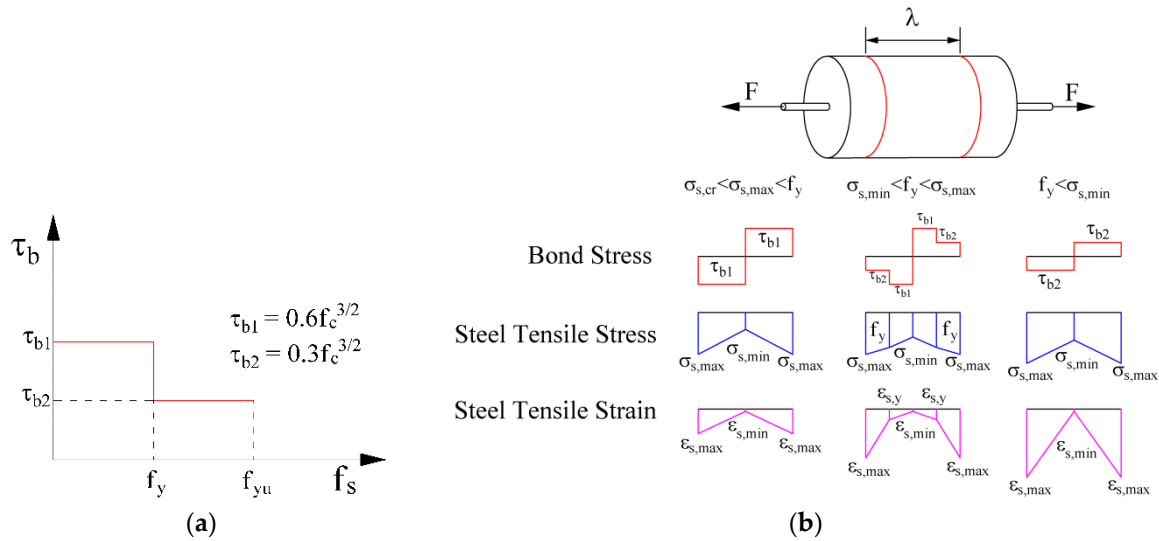 τb
τb1 = 0.6fc^3/2
τb2 = 0.3fc^3/2
τb1
τb2
fy fyu fs
(a)
λ
F F
σs,cr<σs,max<fy σs,min<fy<σs,max fy<σs,min
Bond Stress
τb1 τb1
τb2 τb1 τb1 τb2
τb2 τb2
Steel Tensile Stress
σs,max σs,min σs,max
fy fy
σs,max σs,min σs,max
σs,max σs,min σs,max
Steel Tensile Strain
εs,max εs,min εs,max
εs,y εs,y
εs,max εs,min εs,max
εs,max εs,min εs,max
(b)